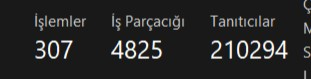 İşlemler İş Parçacığı Tanıtıcılar
307 4825 210294